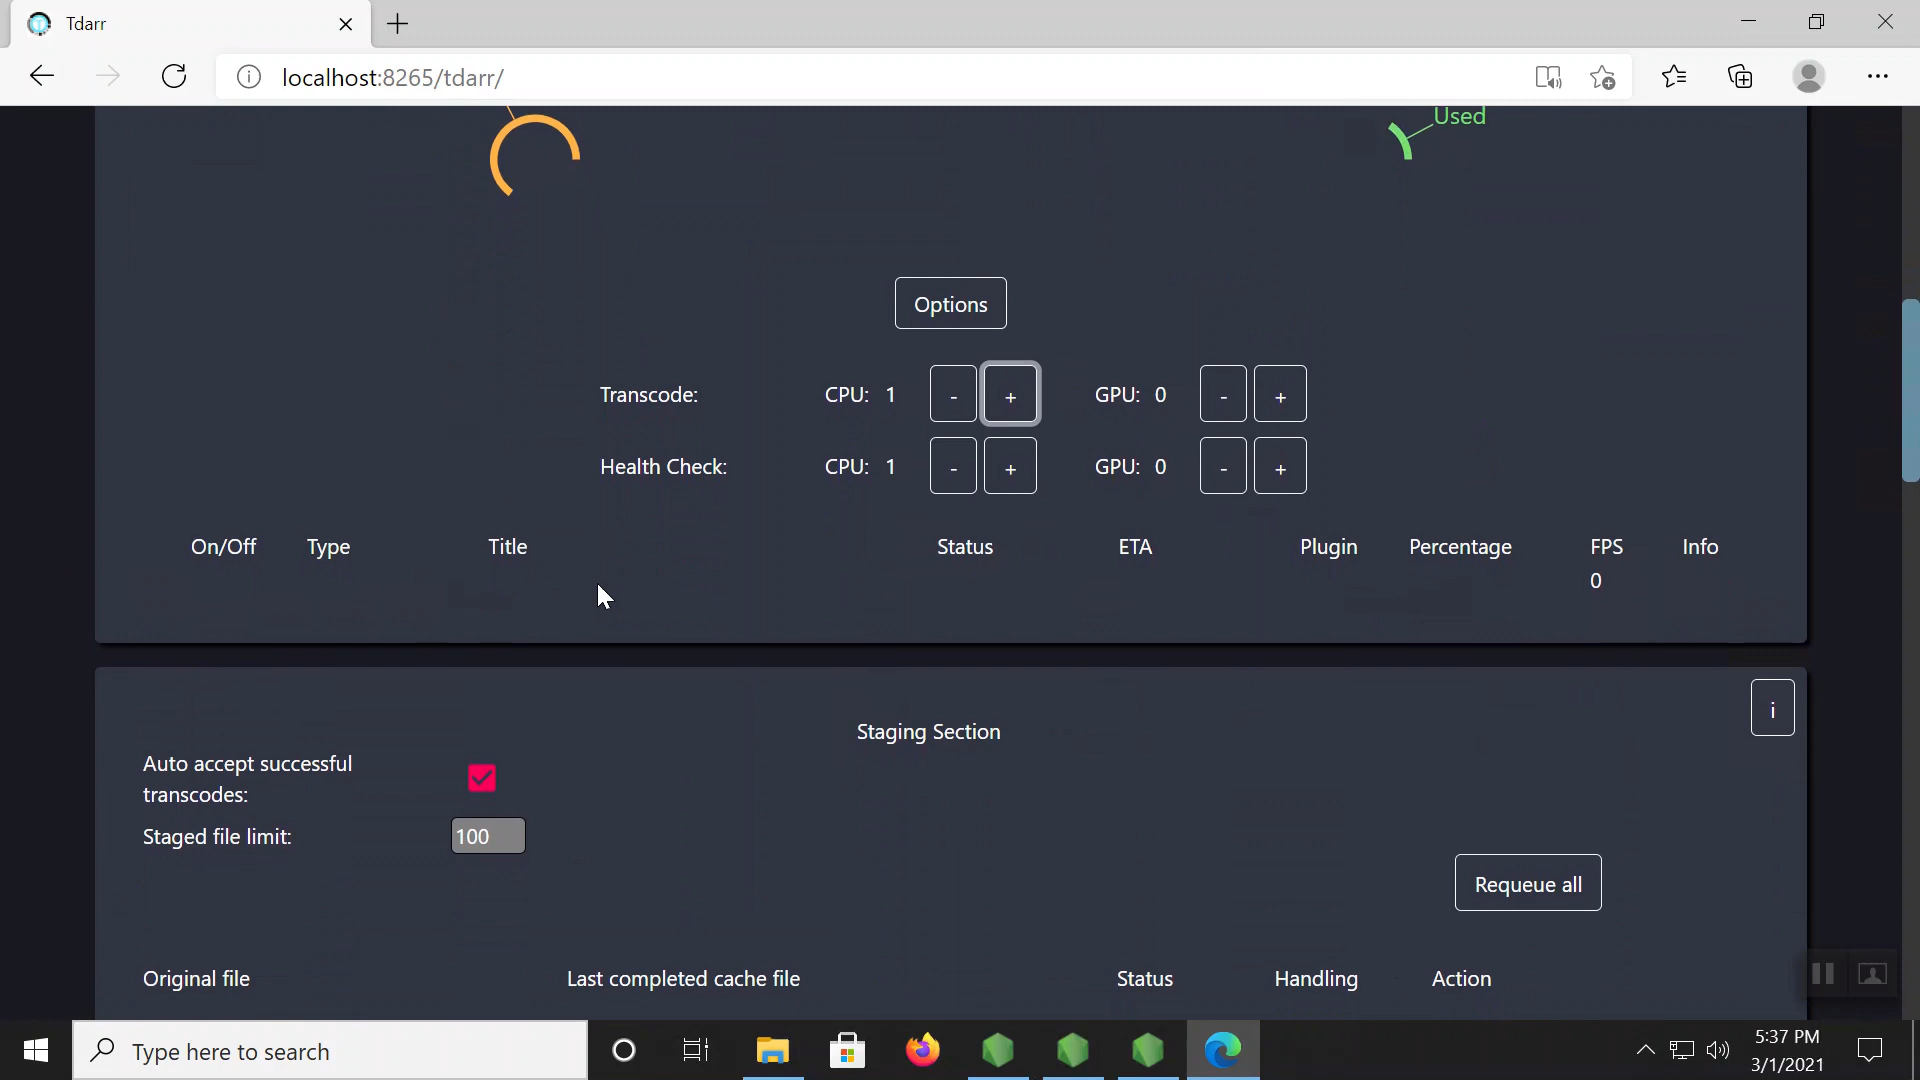 Tdarr
localhost:8265/tdarr/
Used
Options
Transcode: CPU: 1 - + GPU: 0 - +
Health Check: CPU: 1 - + GPU: 0 - +
On/Off Type Title Status ETA Plugin Percentage FPS Info
0
i
Staging Section
Auto accept successful
transcodes:
Staged file limit: 100
Requeue all
Original file Last completed cache file Status Handling Action
Type here to search
5:37 PM
3/1/2021